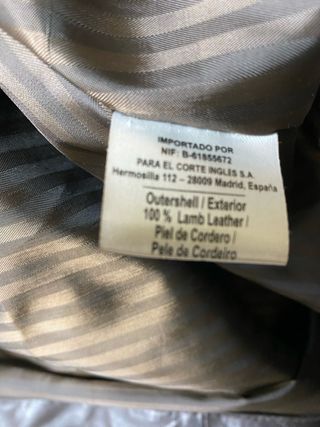 IMPORTADO POR
NIF: B-61855672
PARA EL CORTE INGLES S.A.
Hermosilla 112 – 28009 Madrid, España
Outershell / Exterior
100 % Lamb Leather /
Piel de Cordero /
Pele de Cordeiro